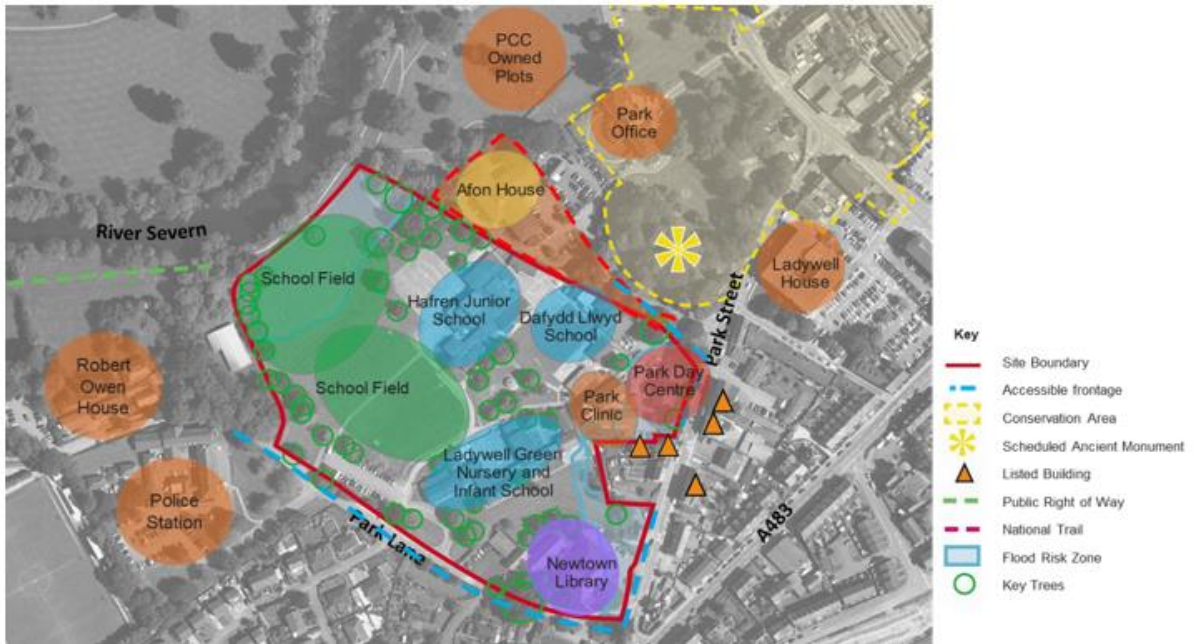 PCC
Owned
Plots
Park
Office
Afon House
River Severn
School Field
Hafren Junior
School
Dafydd Llwyd
School
Ladywell
House
Park Street
Robert
Owen
House
School Field
Park Day
Centre
Park
Clinic
Ladywell Green
Nursery and
Infant School
Police
Station
Park Lane
Newtown
Library
A483
Key
Site Boundary
Accessible frontage
Conservation Area
Scheduled Ancient Monument
Listed Building
Public Right of Way
National Trail
Flood Risk Zone
Key Trees